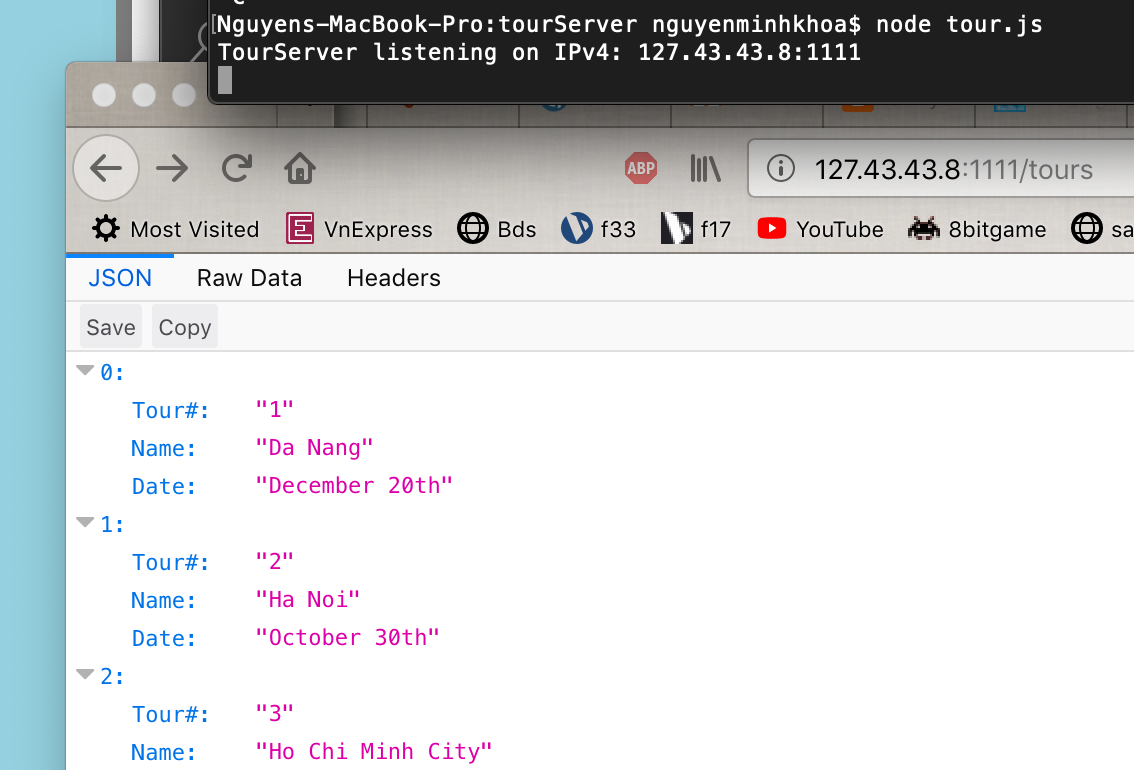 Nguyens-MacBook-Pro:tourServer nguyenminhkhoa$ node tour.js
TourServer listening on IPv4: 127.43.43.8:1111
ABP
127.43.43.8:1111/tours
Most Visited E VnExpress Bds f33 f17 YouTube 8bitgame sa
JSON Raw Data Headers
Save Copy
0:
Tour#: "1"
Name: "Da Nang"
Date: "December 20th"
1:
Tour#: "2"
Name: "Ha Noi"
Date: "October 30th"
2:
Tour#: "3"
Name: "Ho Chi Minh City"